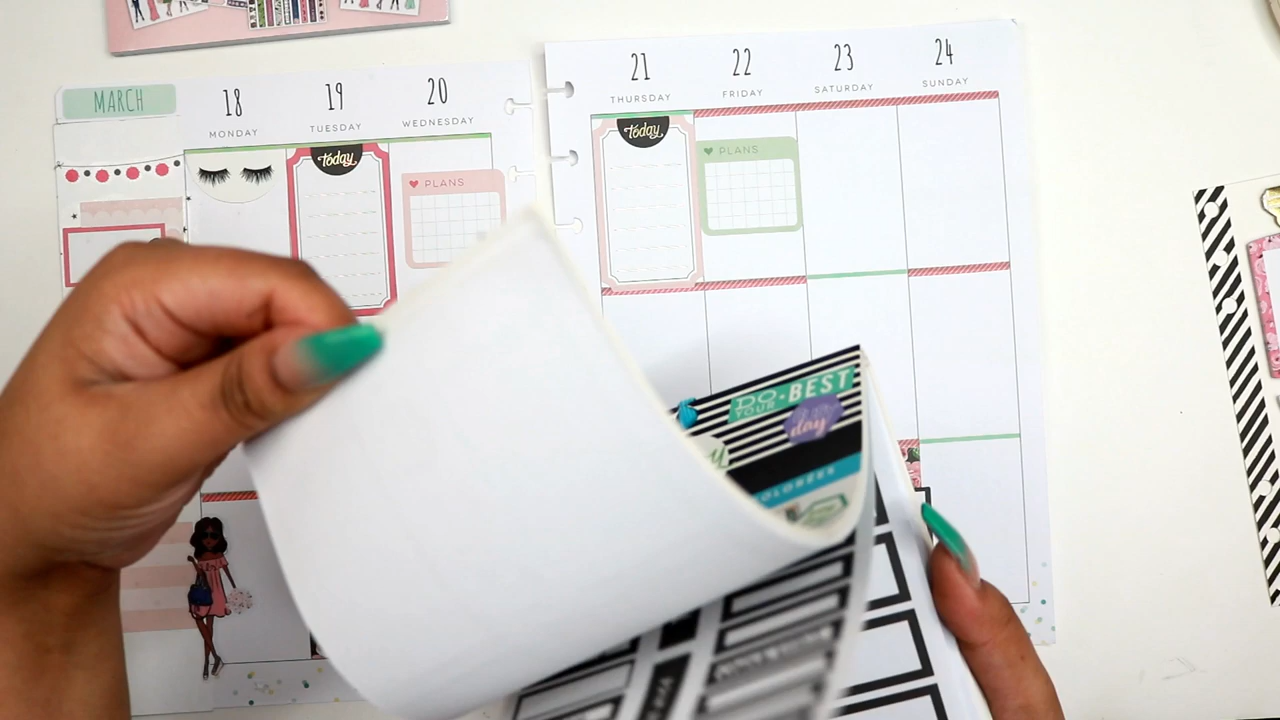 MARCH
18
MONDAY
19
TUESDAY
20
WEDNESDAY
21
THURSDAY
22
FRIDAY
23
SATURDAY
24
SUNDAY
today
PLANS
today
PLANS
DO YOUR BEST
day